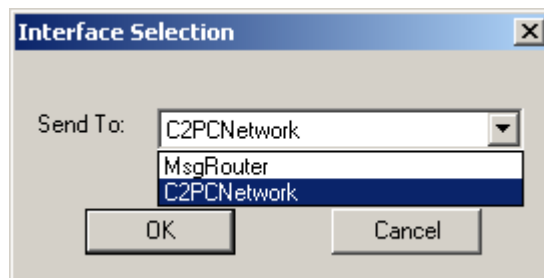 Interface Selection
Send To: C2PCNetwork
MsgRouter
C2PCNetwork
OK Cancel